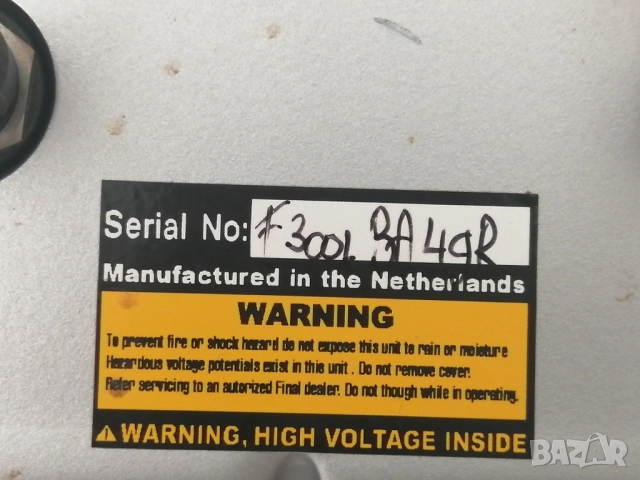 Serial No: F3001 BA49R
Manufactured in the Netherlands
WARNING
To prevent fire or shock hazard do not expose this unit to rain or moisture
Hazardous voltage potentials exist in this unit . Do not remove cover.
Refer servicing to an autorized Final dealer. Do not though while in operating.
⚠ WARNING, HIGH VOLTAGE INSIDE
BAZAR